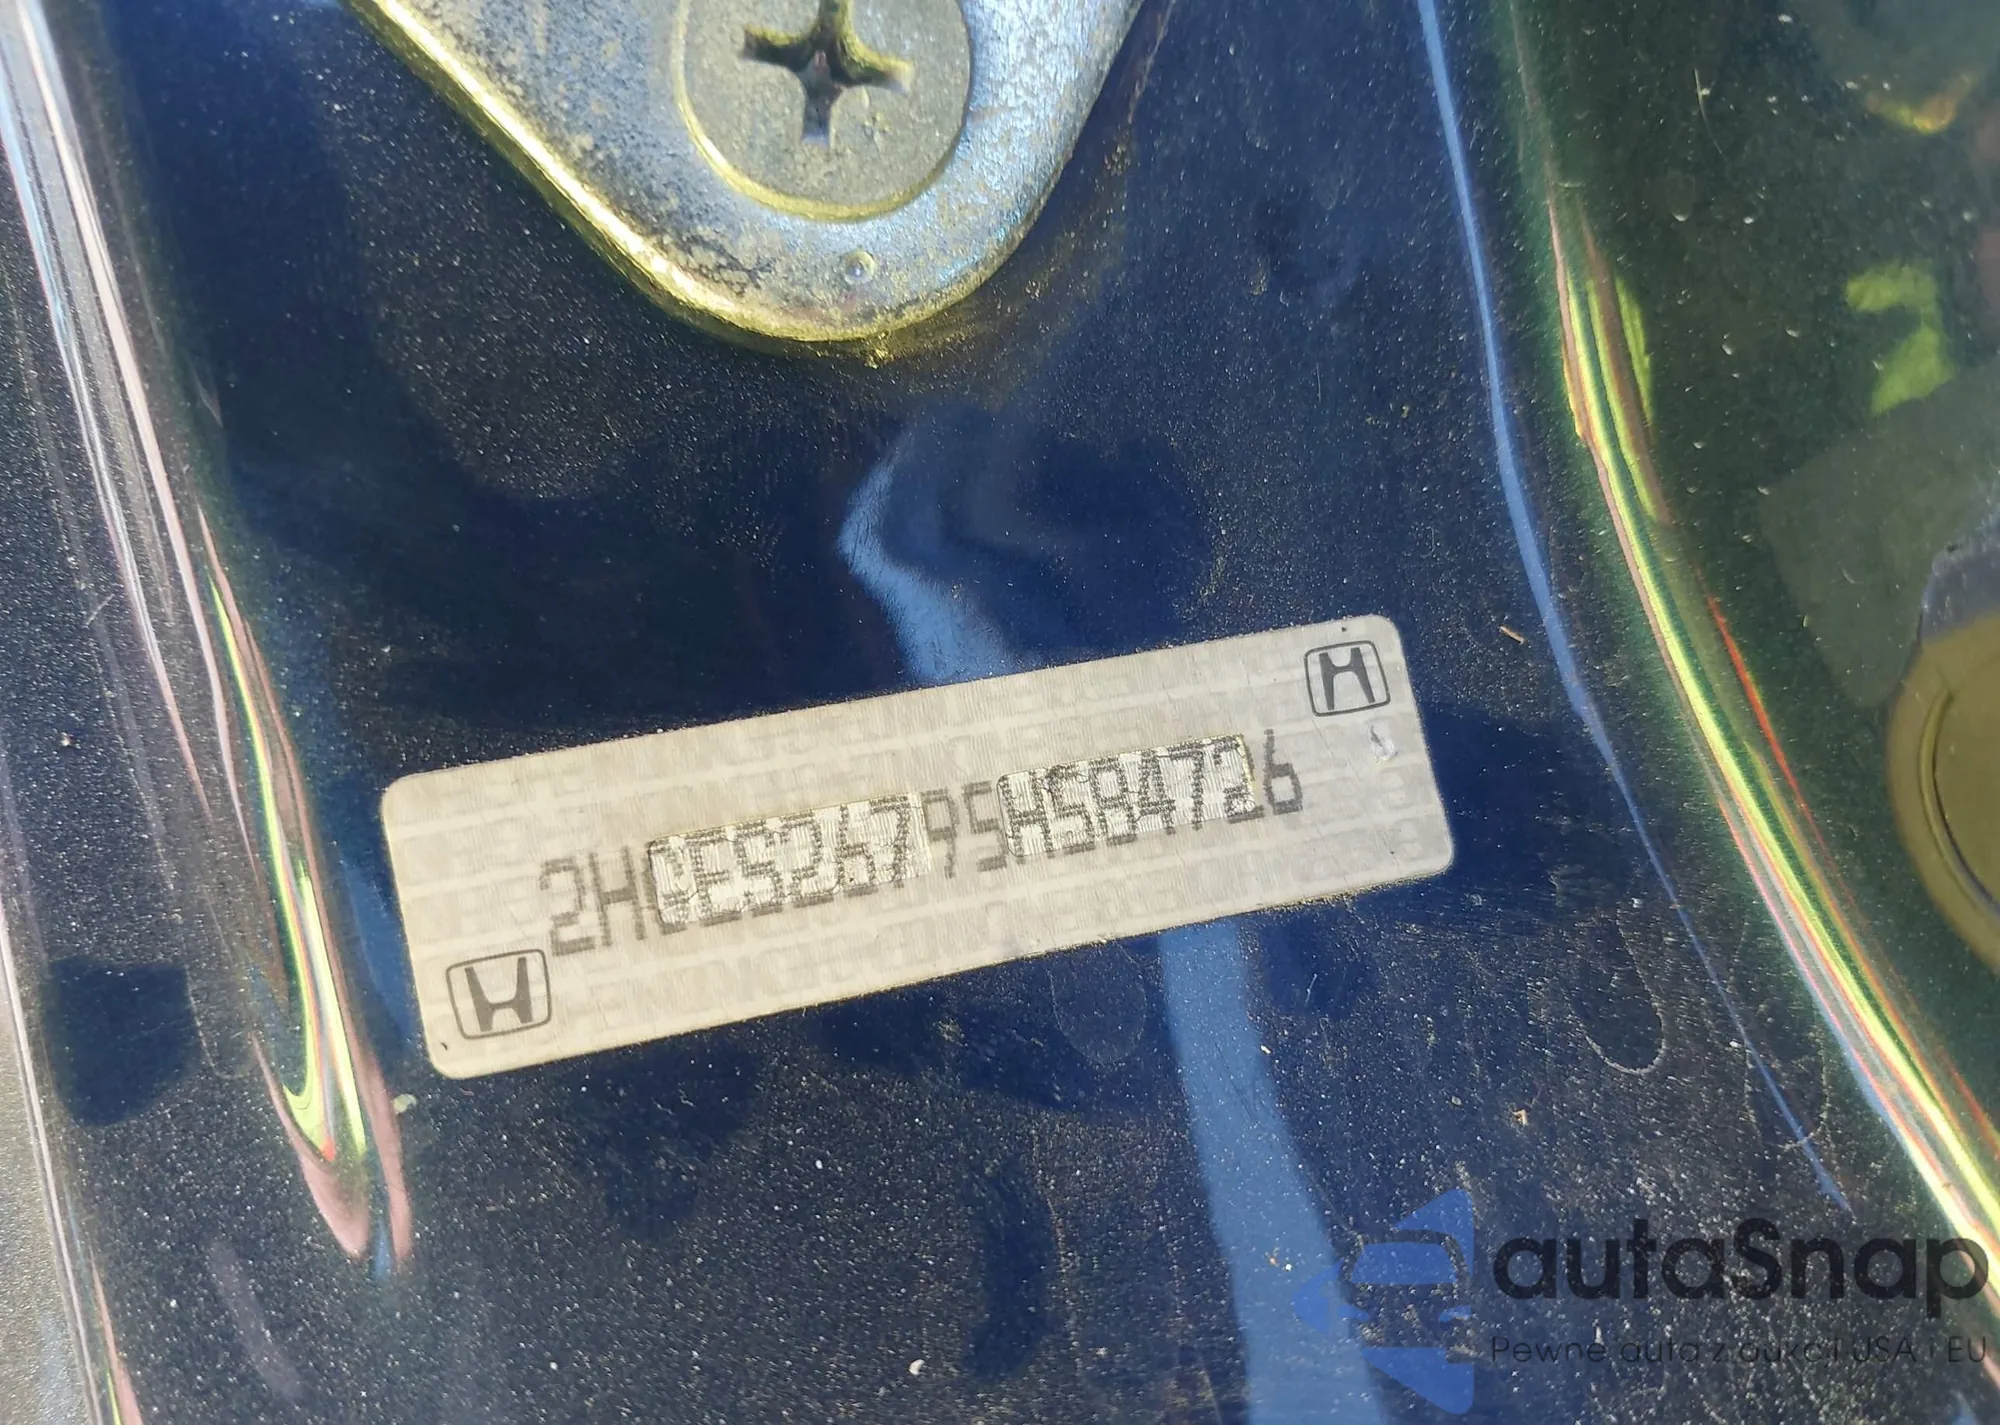 2HGES26795H584726
autaSnap
Pewne auta z aukcji USA i EU